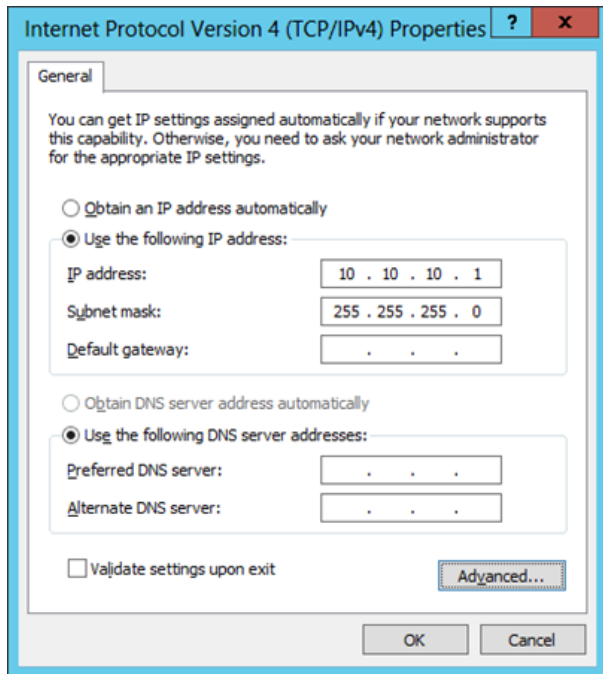 Internet Protocol Version 4 (TCP/IPv4) Properties ? x
General
You can get IP settings assigned automatically if your network supports
this capability. Otherwise, you need to ask your network administrator
for the appropriate IP settings.
Obtain an IP address automatically
Use the following IP address:
IP address: 10 . 10 . 10 . 1
Subnet mask: 255 . 255 . 255 . 0
Default gateway: . . .
Obtain DNS server address automatically
Use the following DNS server addresses:
Preferred DNS server: . . .
Alternate DNS server: . . .
Validate settings upon exit
Advanced...
OK Cancel